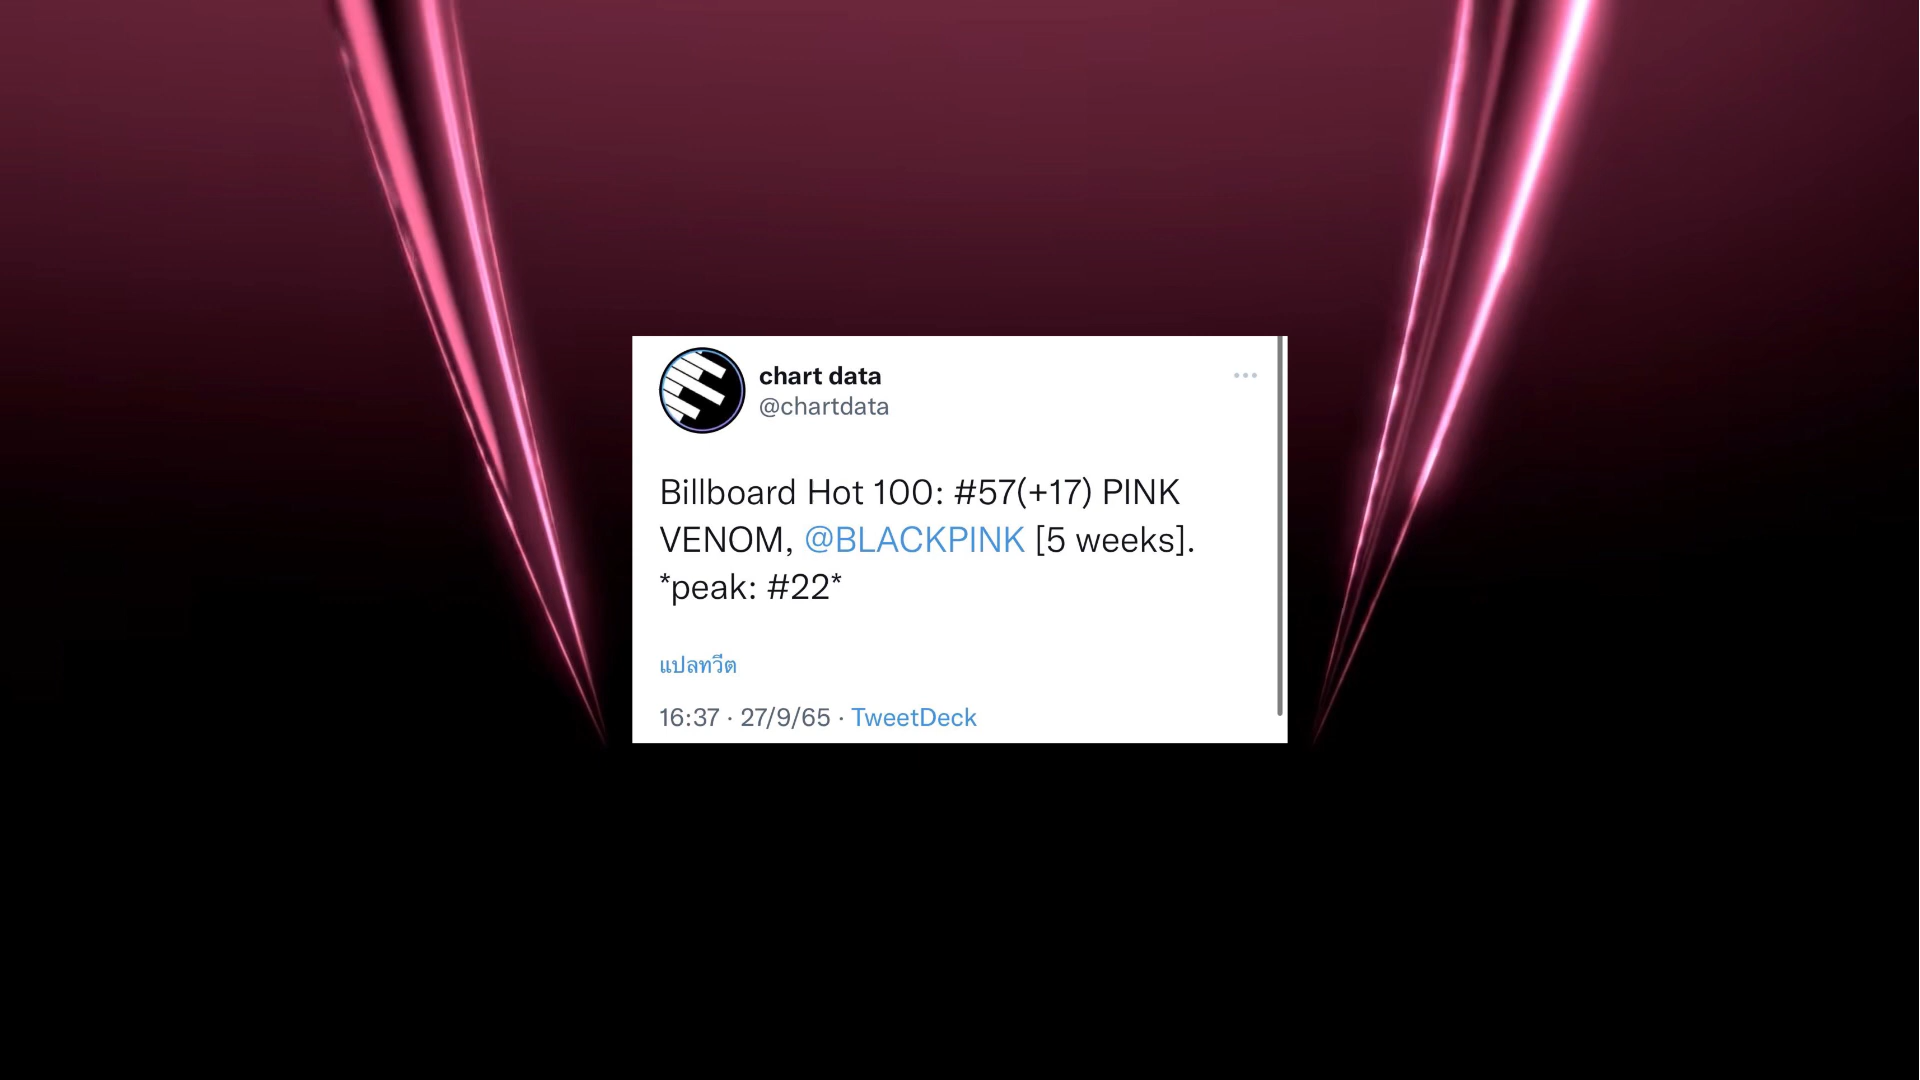 chart data
@chartdata
Billboard Hot 100: #57(+17) PINK
VENOM, @BLACKPINK [5 weeks].
*peak: #22*
แปลทวีต
16:37 · 27/9/65 · TweetDeck